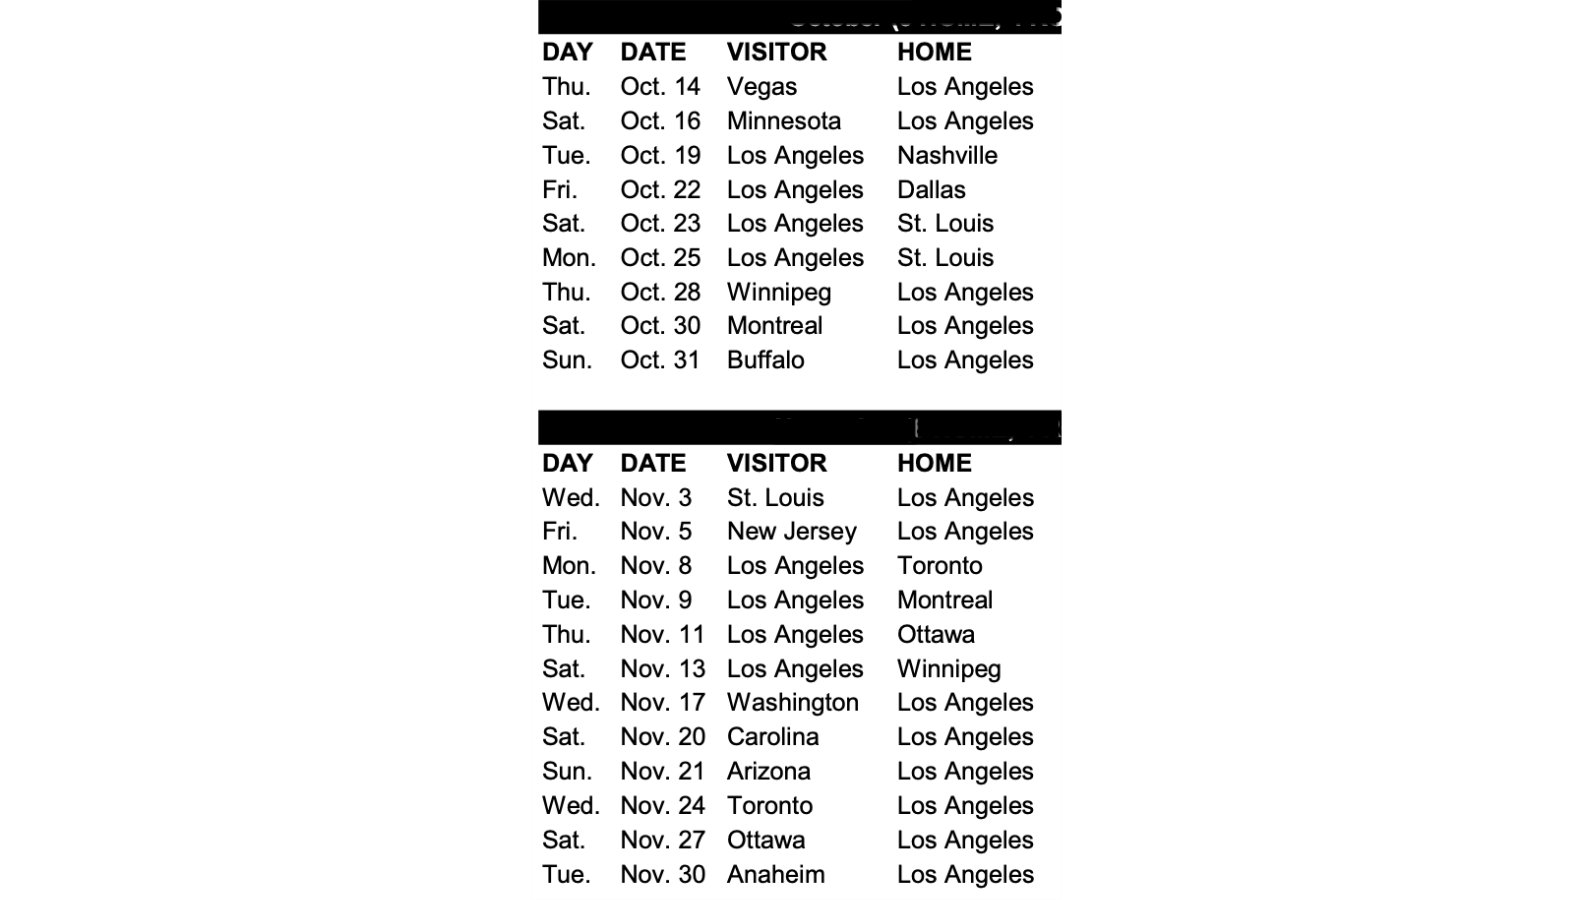 DAY DATE VISITOR HOME
Thu. Oct. 14 Vegas Los Angeles
Sat. Oct. 16 Minnesota Los Angeles
Tue. Oct. 19 Los Angeles Nashville
Fri. Oct. 22 Los Angeles Dallas
Sat. Oct. 23 Los Angeles St. Louis
Mon. Oct. 25 Los Angeles St. Louis
Thu. Oct. 28 Winnipeg Los Angeles
Sat. Oct. 30 Montreal Los Angeles
Sun. Oct. 31 Buffalo Los Angeles
DAY DATE VISITOR HOME
Wed. Nov. 3 St. Louis Los Angeles
Fri. Nov. 5 New Jersey Los Angeles
Mon. Nov. 8 Los Angeles Toronto
Tue. Nov. 9 Los Angeles Montreal
Thu. Nov. 11 Los Angeles Ottawa
Sat. Nov. 13 Los Angeles Winnipeg
Wed. Nov. 17 Washington Los Angeles
Sat. Nov. 20 Carolina Los Angeles
Sun. Nov. 21 Arizona Los Angeles
Wed. Nov. 24 Toronto Los Angeles
Sat. Nov. 27 Ottawa Los Angeles
Tue. Nov. 30 Anaheim Los Angeles